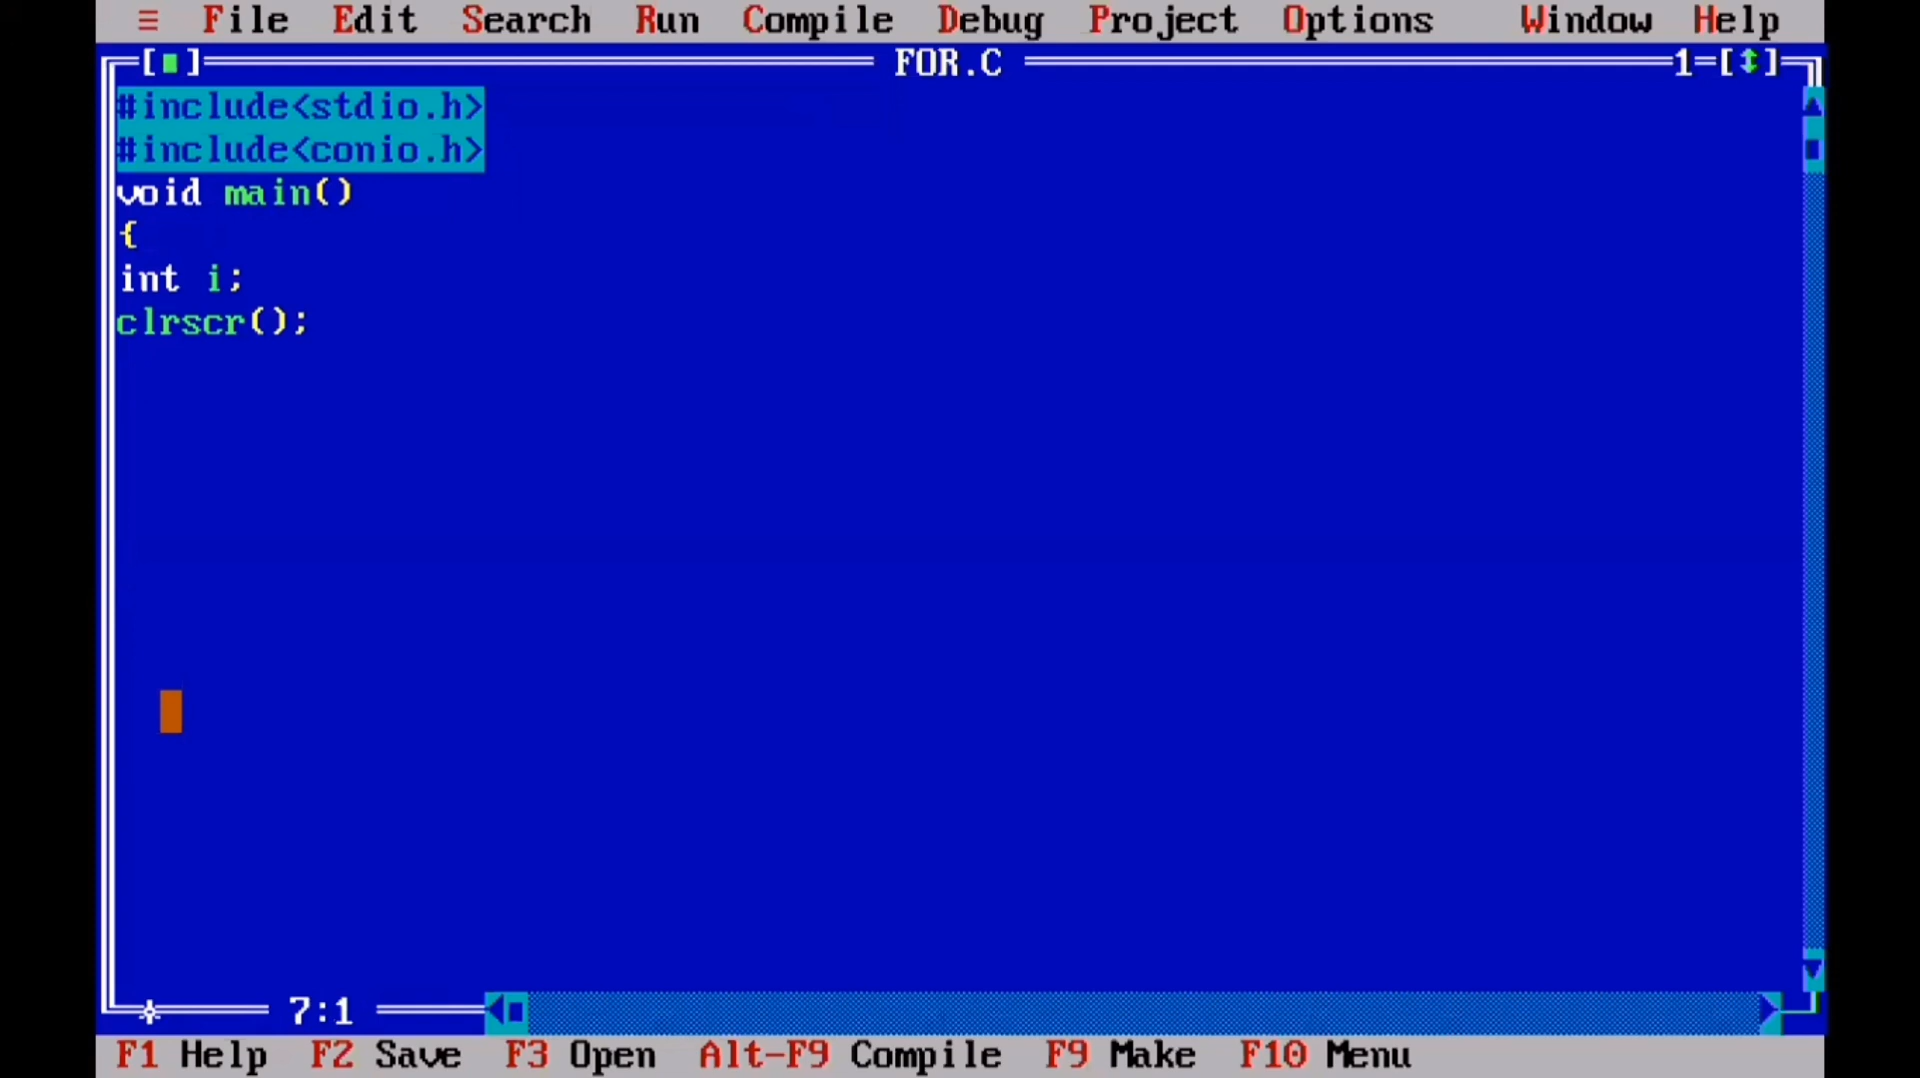 ≡ File Edit Search Run Compile Debug Project Options Window Help
[■] FOR.C 1=[↕]
#include<stdio.h>
#include<conio.h>
void main()
{
int i;
clrscr();
7:1
F1 Help F2 Save F3 Open Alt-F9 Compile F9 Make F10 Menu